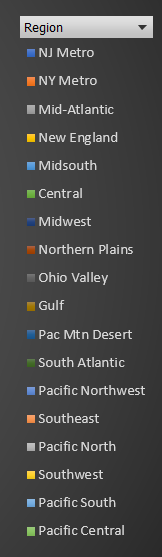 Region
NJ Metro
NY Metro
Mid-Atlantic
New England
Midsouth
Central
Midwest
Northern Plains
Ohio Valley
Gulf
Pac Mtn Desert
South Atlantic
Pacific Northwest
Southeast
Pacific North
Southwest
Pacific South
Pacific Central